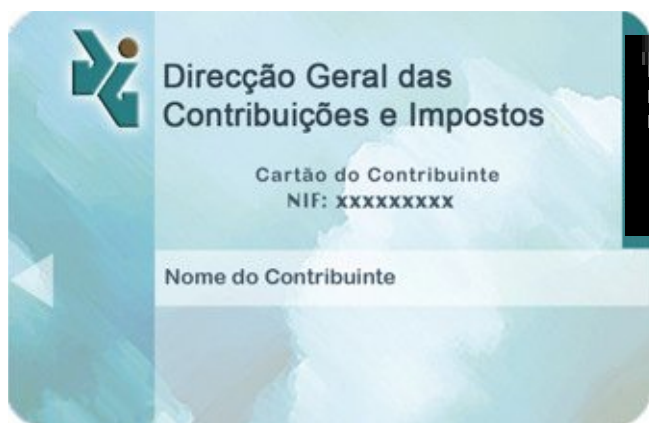 Direcção Geral das
Contribuições e Impostos
Cartão do Contribuinte
NIF: xxxxxxxxx
Nome do Contribuinte